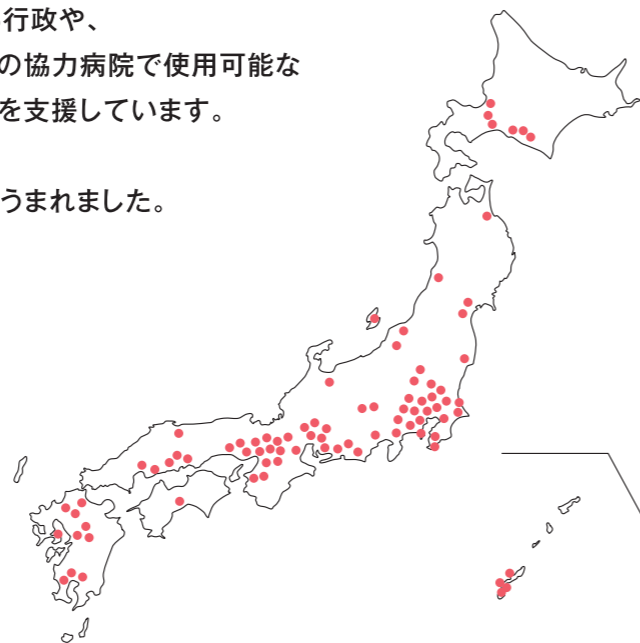 行政や、
の協力病院で使用可能な
を支援しています。
うまれました。